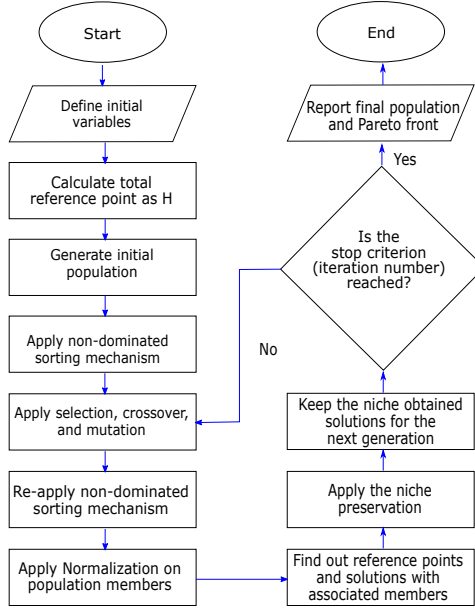 Start
Define initial
variables
Calculate total
reference point as H
Generate initial
population
Apply non-dominated
sorting mechanism
Apply selection, crossover,
and mutation
Re-apply non-dominated
sorting mechanism
Apply Normalization on
population members
End
Report final population
and Pareto front
Yes
Is the
stop criterion
(iteration number)
reached?
No
Keep the niche obtained
solutions for the
next generation
Apply the niche
preservation
Find out reference points
and solutions with
associated members